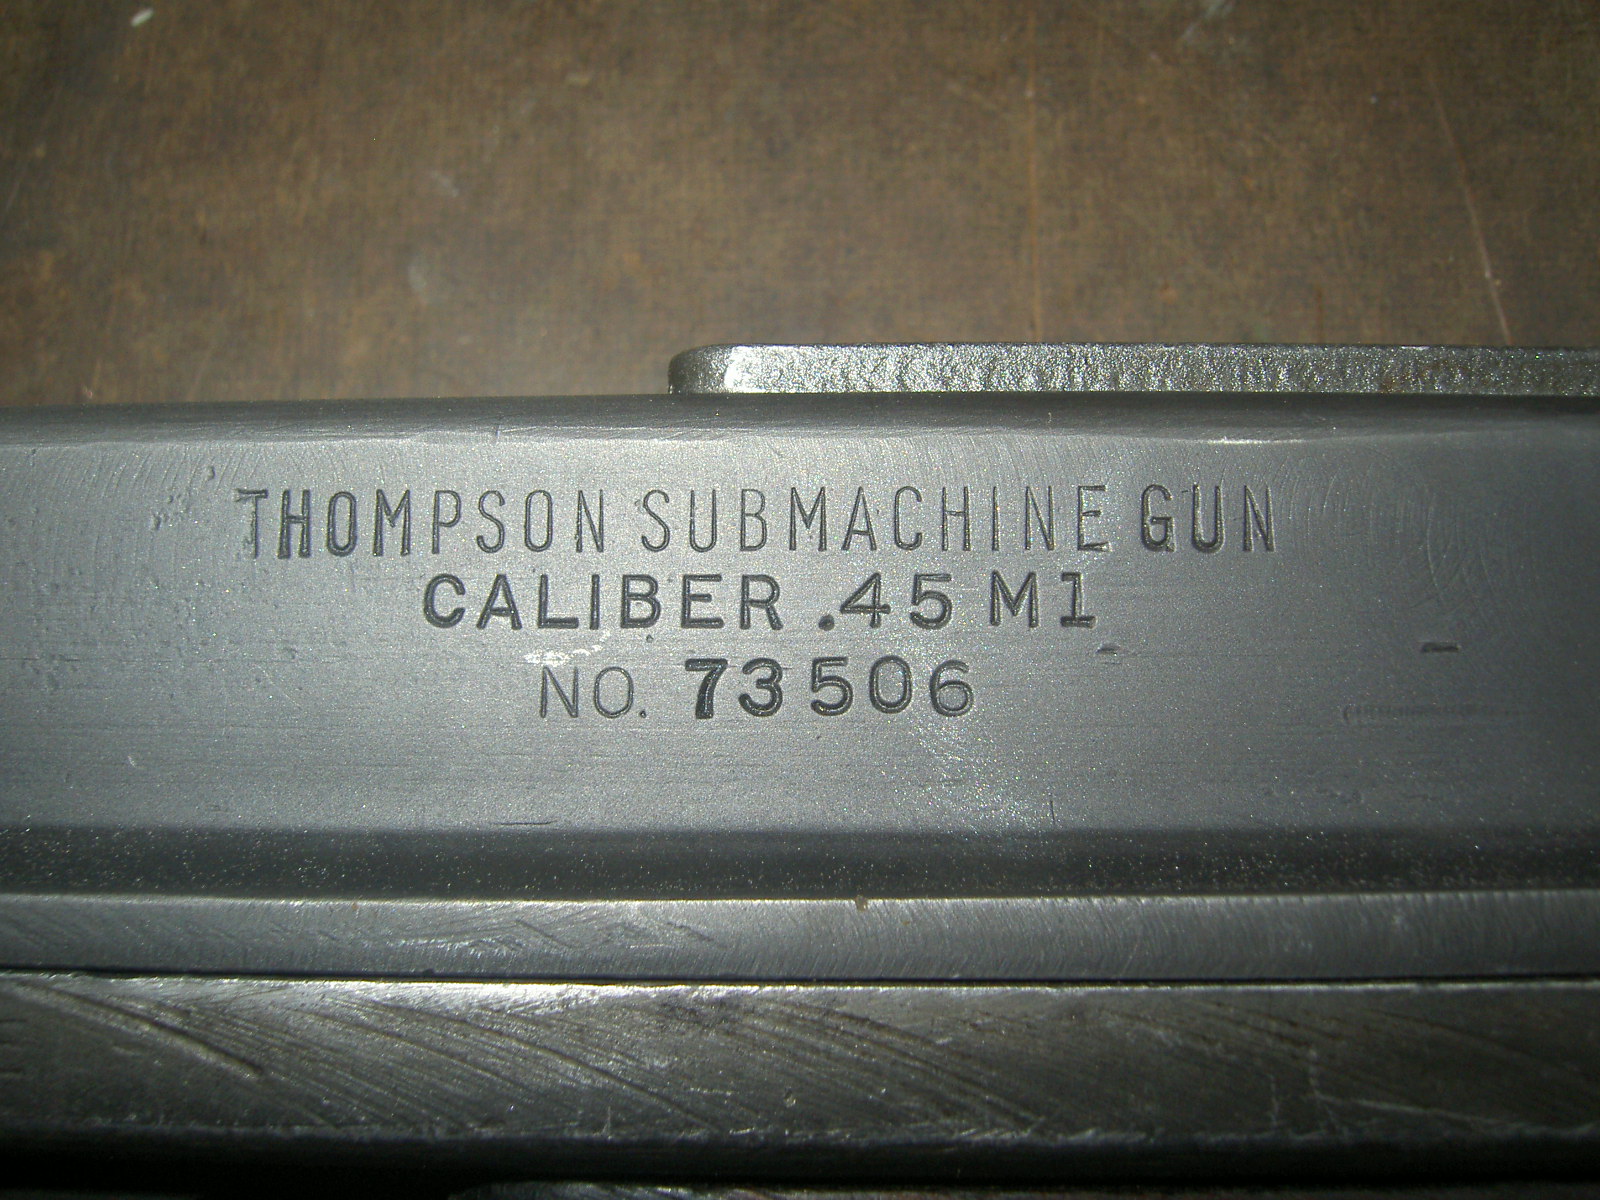 THOMPSON SUBMACHINE GUN
CALIBER .45 M1
NO. 73506